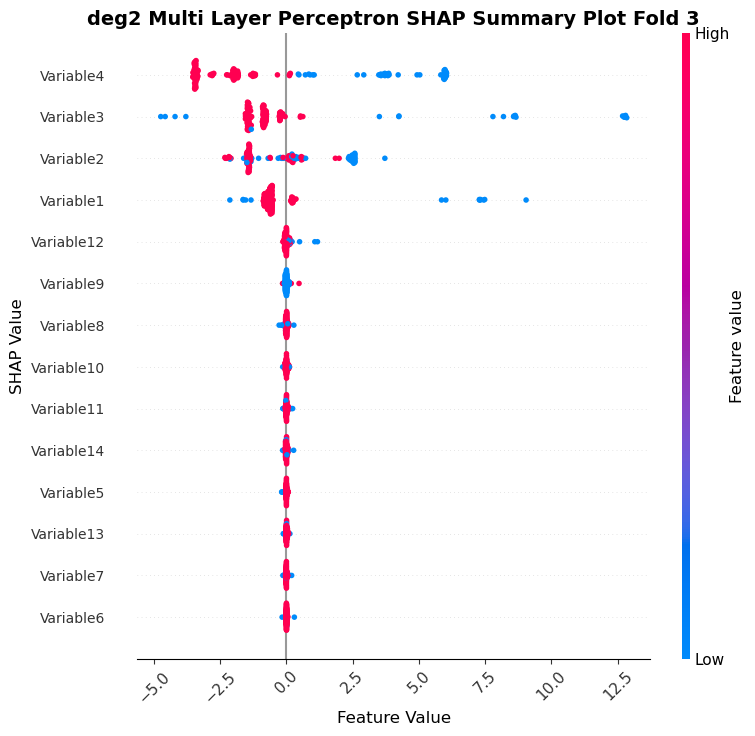 deg2 Multi Layer Perceptron SHAP Summary Plot Fold 3
High
Variable4
Variable3
Variable2
Variable1
Variable12
Variable9
Variable8
Variable10
Variable11
Variable14
Variable5
Variable13
Variable7
Variable6
SHAP Value
Feature value
Low
−5.0
−2.5
0.0
2.5
5.0
7.5
10.0
12.5
Feature Value